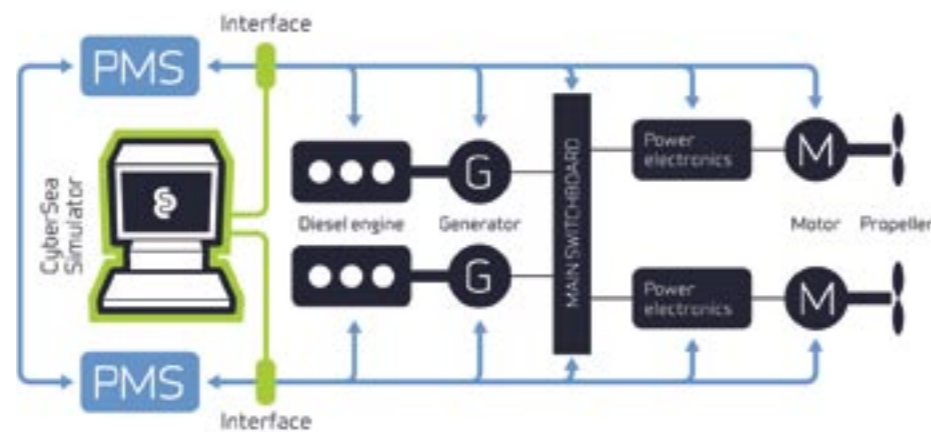 Interface
PMS
CyberSea
Simulator
Diesel engine
Generator
G
G
MAIN SWITCHBOARD
Power
electronics
M
Motor
Propeller
Power
electronics
M
PMS
Interface